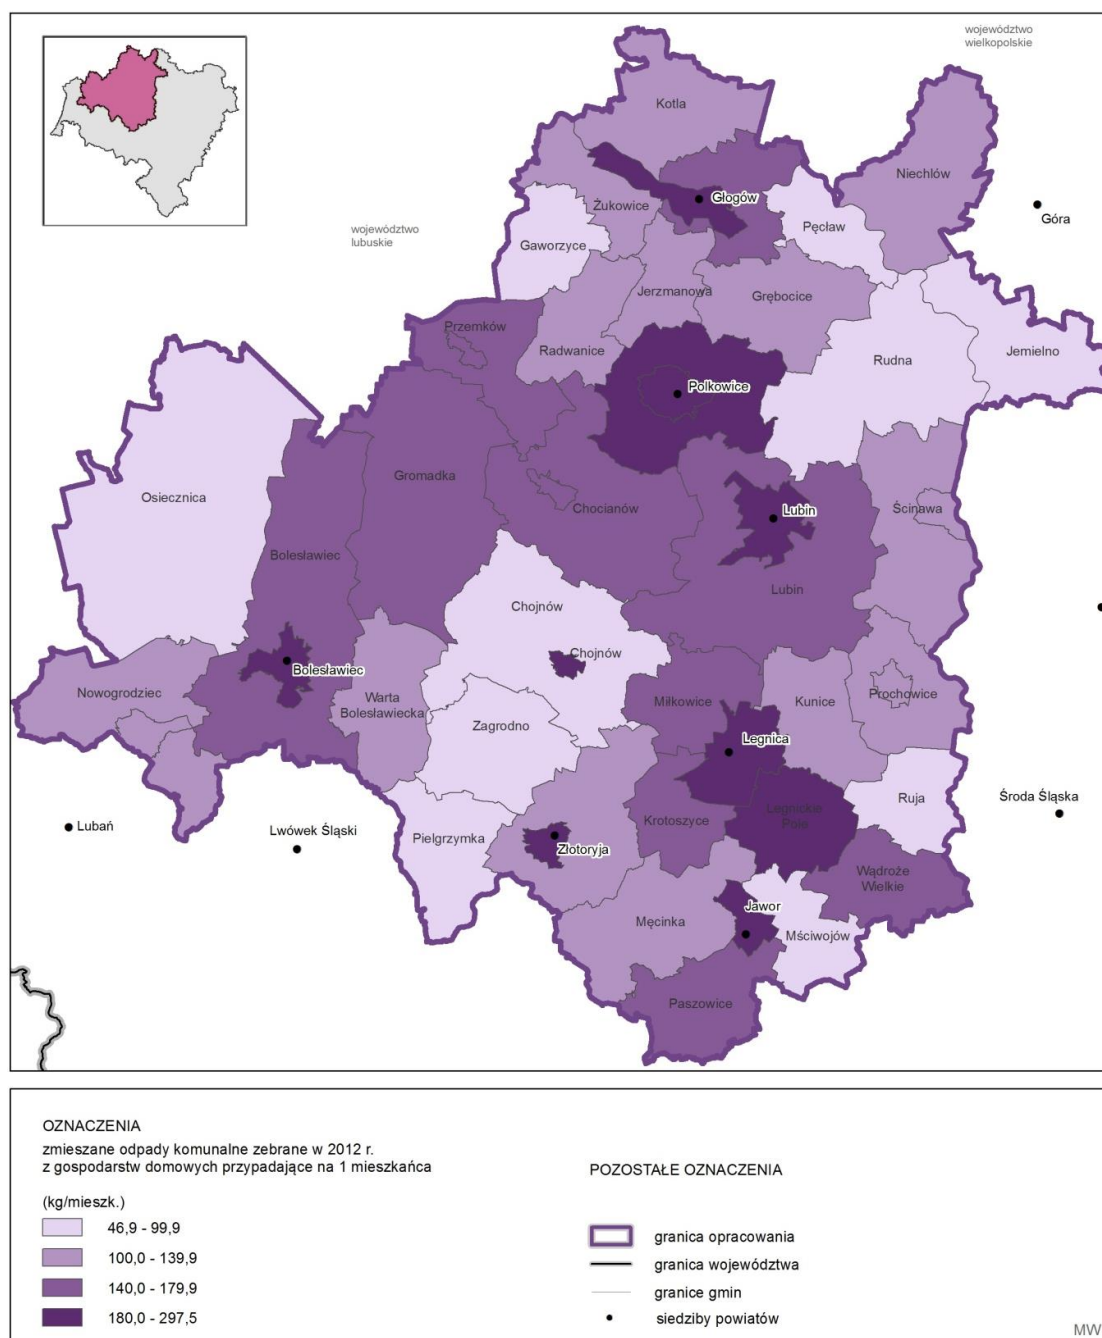 województwo
wielkopolskie
Kotla
Niechlów
Głogów
Góra
Żukowice
Pęcław
województwo
lubuskie
Gaworzyce
Jerzmanowa
Grębocice
Przemków
Radwanice
Rudna
Jemielno
Polkowice
Osiecznica
Gromadka
Chocianów
Lubin
Ścinawa
Bolesławiec
Lubin
Chojnów
Chojnów
Bolesławiec
Nowogrodziec
Warta
Bolesławiecka
Miłkowice
Kunice
Prochowice
Zagrodno
Legnica
Ruja
Środa Śląska
Legnickie
Pole
Krotoszyce
Lubań
Lwówek Śląski
Pielgrzymka
Złotoryja
Wądroże
Wielkie
Jawor
Męcinka
Mściwojów
Paszowice
OZNACZENIA
zmieszane odpady komunalne zebrane w 2012 r.
z gospodarstw domowych przypadające na 1 mieszkańca
(kg/mieszk.)
46,9 - 99,9
100,0 - 139,9
140,0 - 179,9
180,0 - 297,5
POZOSTAŁE OZNACZENIA
granica opracowania
granica województwa
granice gmin
siedziby powiatów
MW